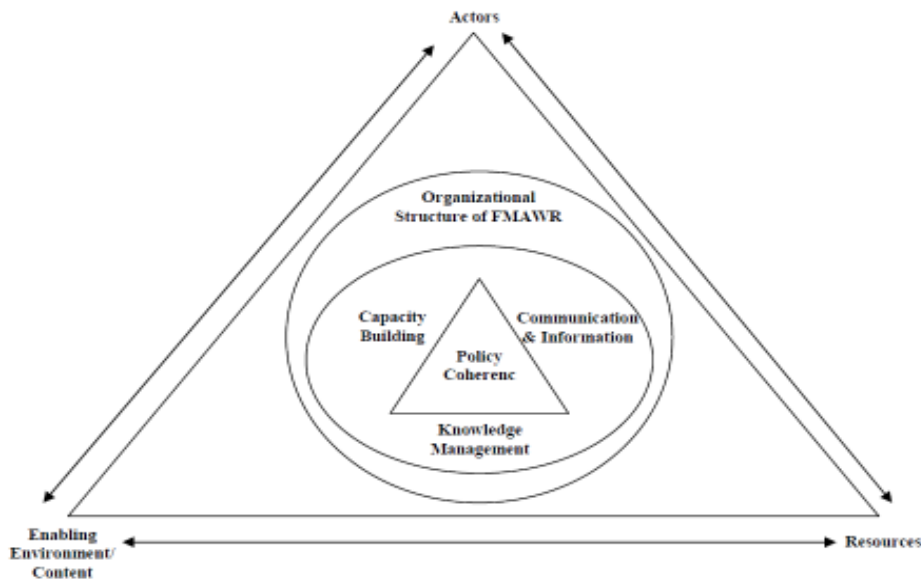 Actors
Organizational
Structure of FMAWR
Capacity
Building
Communication
& Information
Policy
Coherenc
Knowledge
Management
Enabling
Environment/
Content
Resources